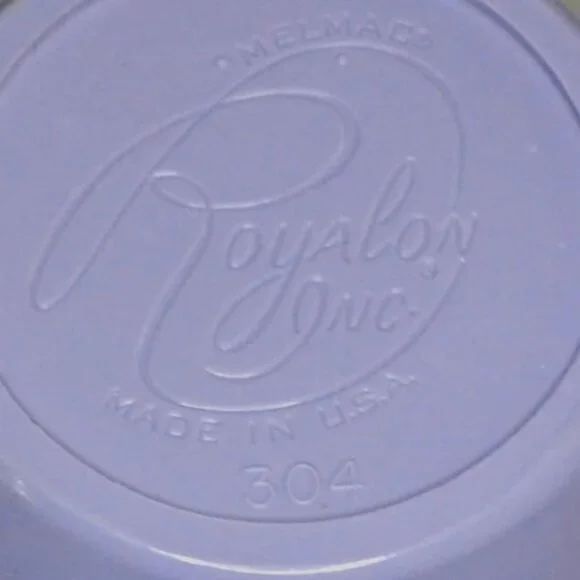 MELMAC
Royalon
INC.
MADE IN U.S.A.
304